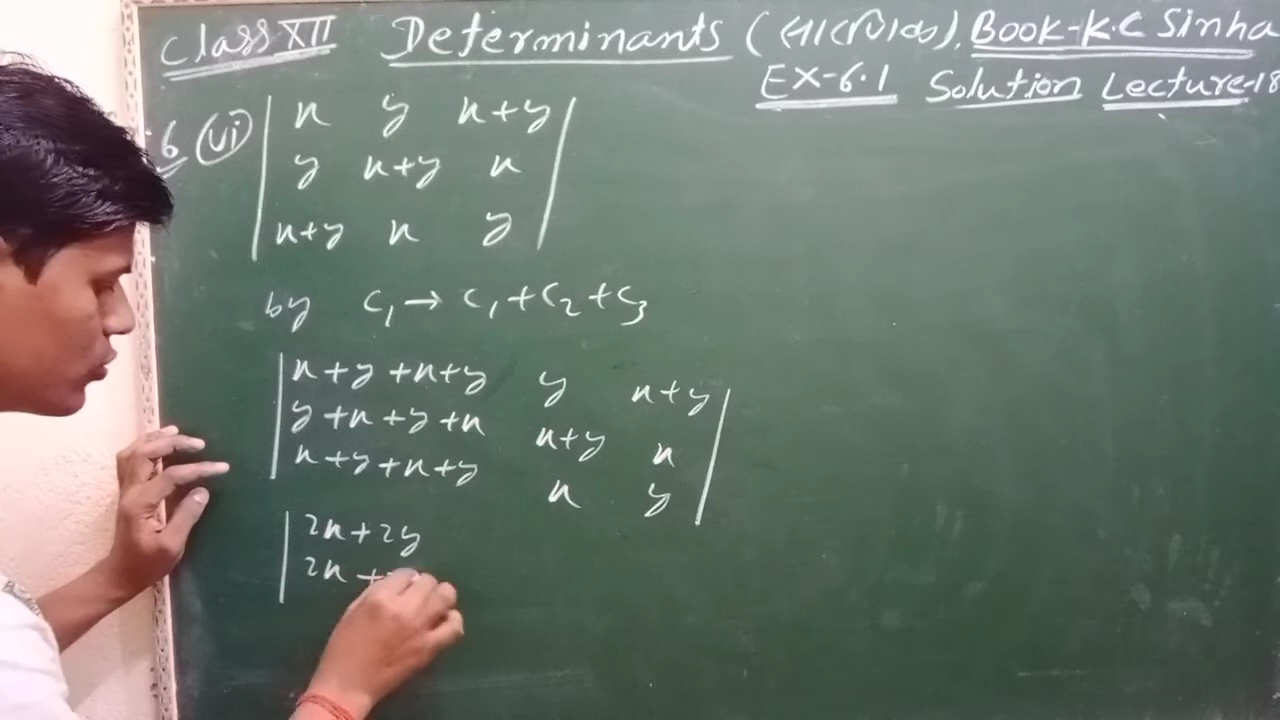 Class XII Determinants (सारणिक), Book-K.C Sinha
EX-6.1 Solution Lecture-18
6 (vi) | x y x+y |
| y x+y x |
| x+y x y |
by C₁ → C₁+C₂+C₃
| x+y+x+y y x+y |
| y+x+y+x x+y x |
| x+y+x+y x y |
| 2x+2y
| 2x+